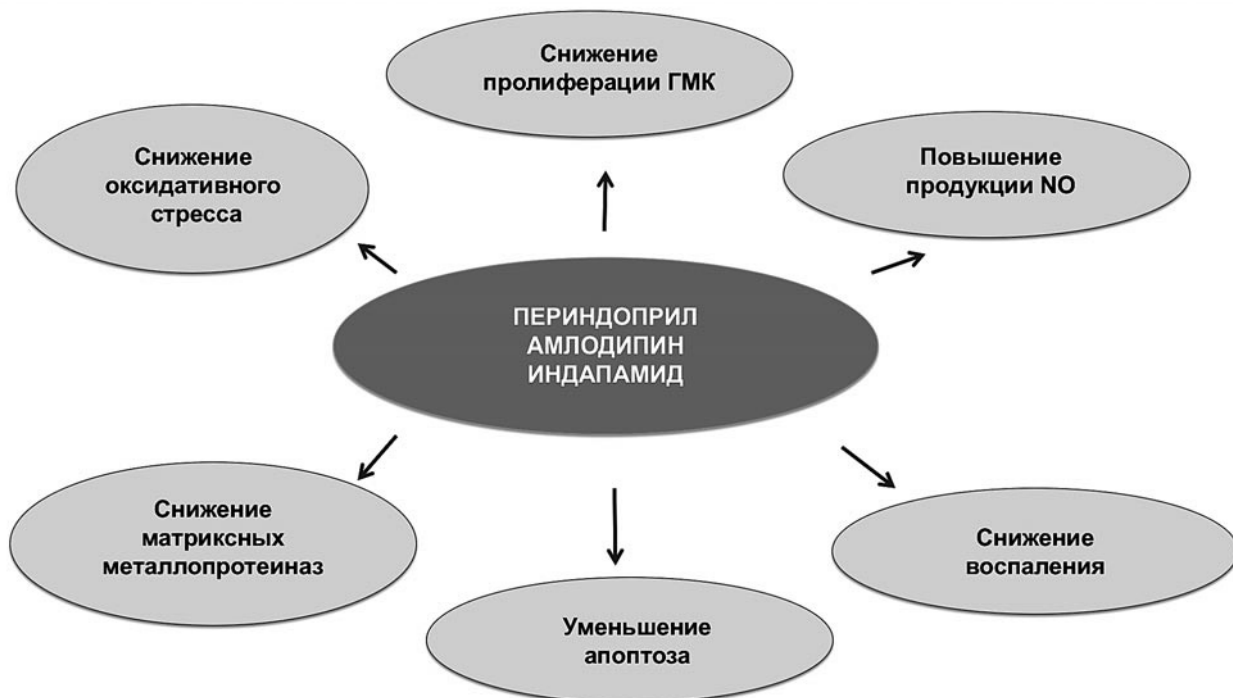 Снижение
пролиферации ГМК
Снижение
оксидативного
стресса
Повышение
продукции NO
ПЕРИНДОПРИЛ
АМЛОДИПИН
ИНДАПАМИД
Снижение
матриксных
металлопротеиназ
Снижение
воспаления
Уменьшение
апоптоза